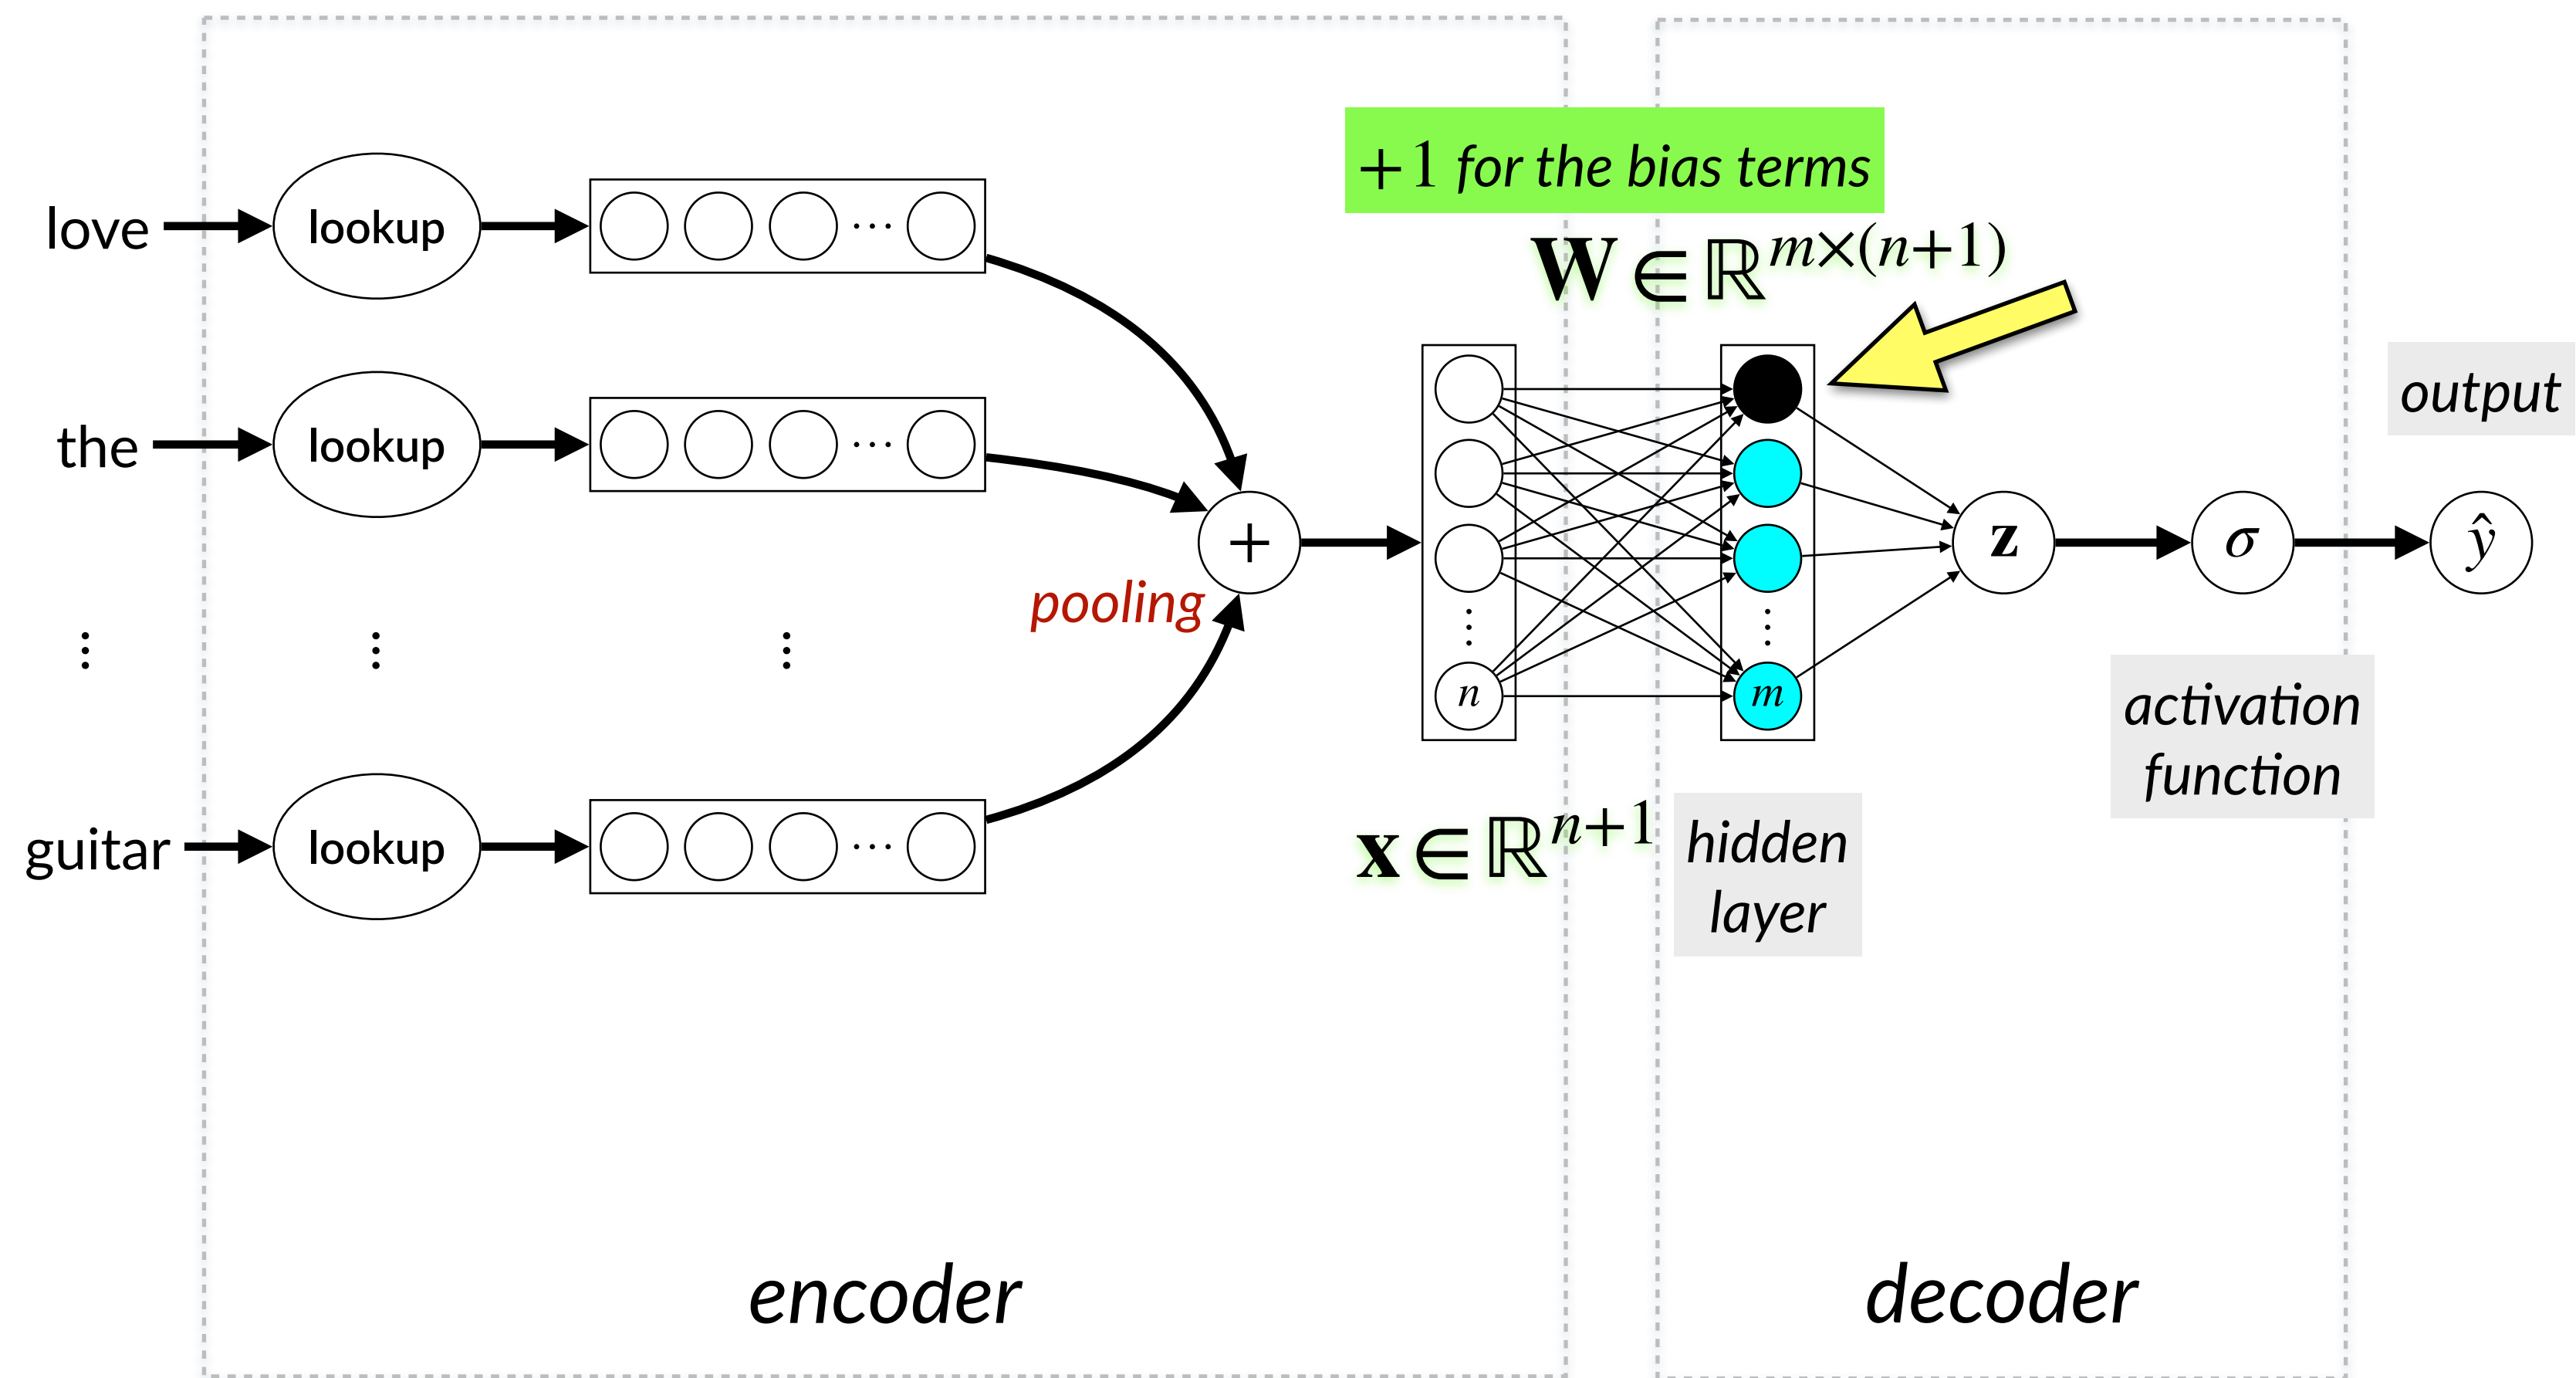 +1 for the bias terms
W ∈ ℝ^{m×(n+1)}
love
lookup
⋯
the
lookup
⋯
output
+
z
σ
ŷ
pooling
⋮
⋮
⋮
⋮
⋮
n
m
activation
function
guitar
lookup
⋯
x ∈ ℝ^{n+1}
hidden
layer
encoder
decoder